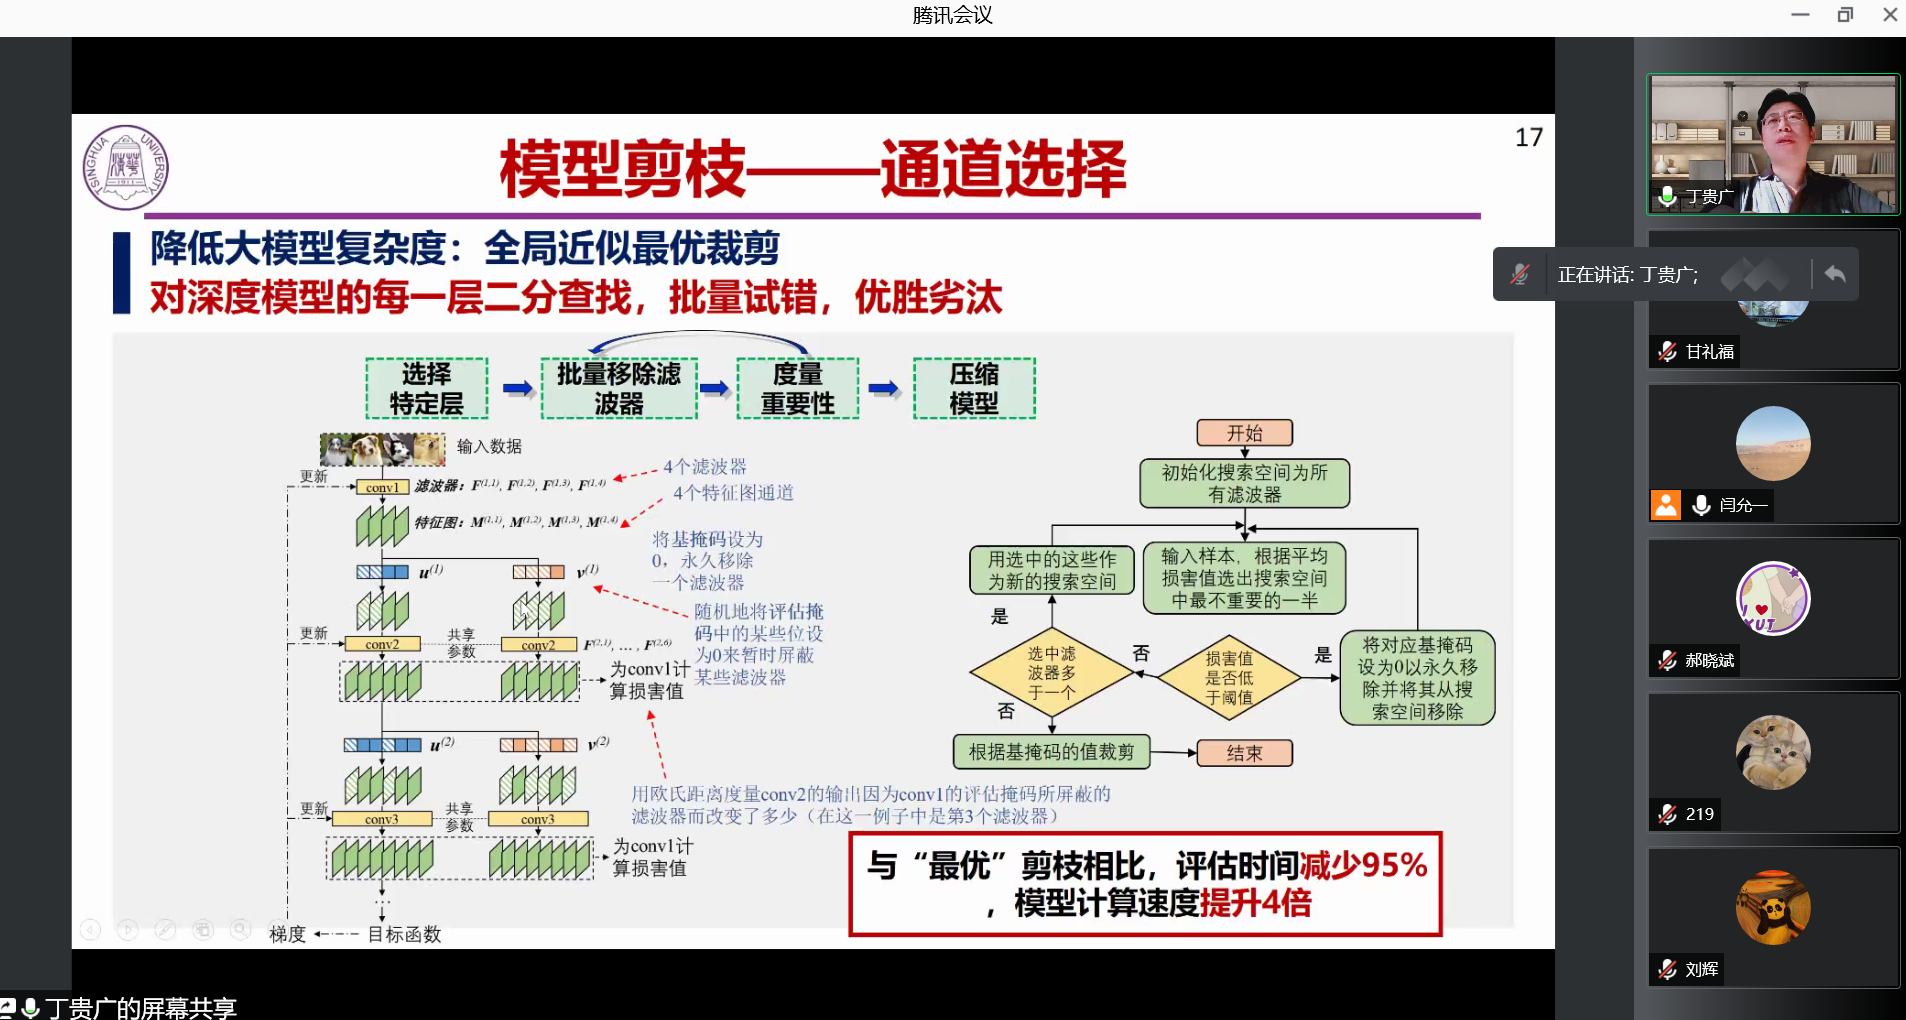 腾讯会议
TSINGHUA UNIVERSITY
1911
17
模型剪枝——通道选择
降低大模型复杂度：全局近似最优裁剪
对深度模型的每一层二分查找，批量试错，优胜劣汰
选择
特定层
批量移除滤
波器
度量
重要性
压缩
模型
输入数据
更新
conv1
滤波器：F(1,1), F(1,2), F(1,3), F(1,4)
4个滤波器
4个特征图通道
特征图：M(1,1), M(1,2), M(1,3), M(1,4)
将基掩码设为
0，永久移除
一个滤波器
u(1)
v(1)
随机地将评估掩
码中的某些位设
为0来暂时屏蔽
某些滤波器
更新
conv2
共享
参数
conv2
F(2,1), … , F(2,6)
为conv1计
算损害值
u(2)
v(2)
用欧氏距离度量conv2的输出因为conv1的评估掩码所屏蔽的
滤波器而改变了多少（在这一例子中是第3个滤波器）
更新
conv3
共享
参数
conv3
为conv1计
算损害值
…
梯度
目标函数
开始
初始化搜索空间为所
有滤波器
用选中的这些作
为新的搜索空间
输入样本，根据平均
损害值选出搜索空间
中最不重要的一半
是
选中滤
波器多
于一个
否
损害值
是否低
于阈值
是
将对应基掩码
设为0以永久移
除并将其从搜
索空间移除
否
根据基掩码的值裁剪
结束
与“最优”剪枝相比，评估时间减少95%
，模型计算速度提升4倍
丁贵广
正在讲话: 丁贵广;
甘礼福
闫允一
I
XUT
郝晓斌
219
刘辉
丁贵广的屏幕共享